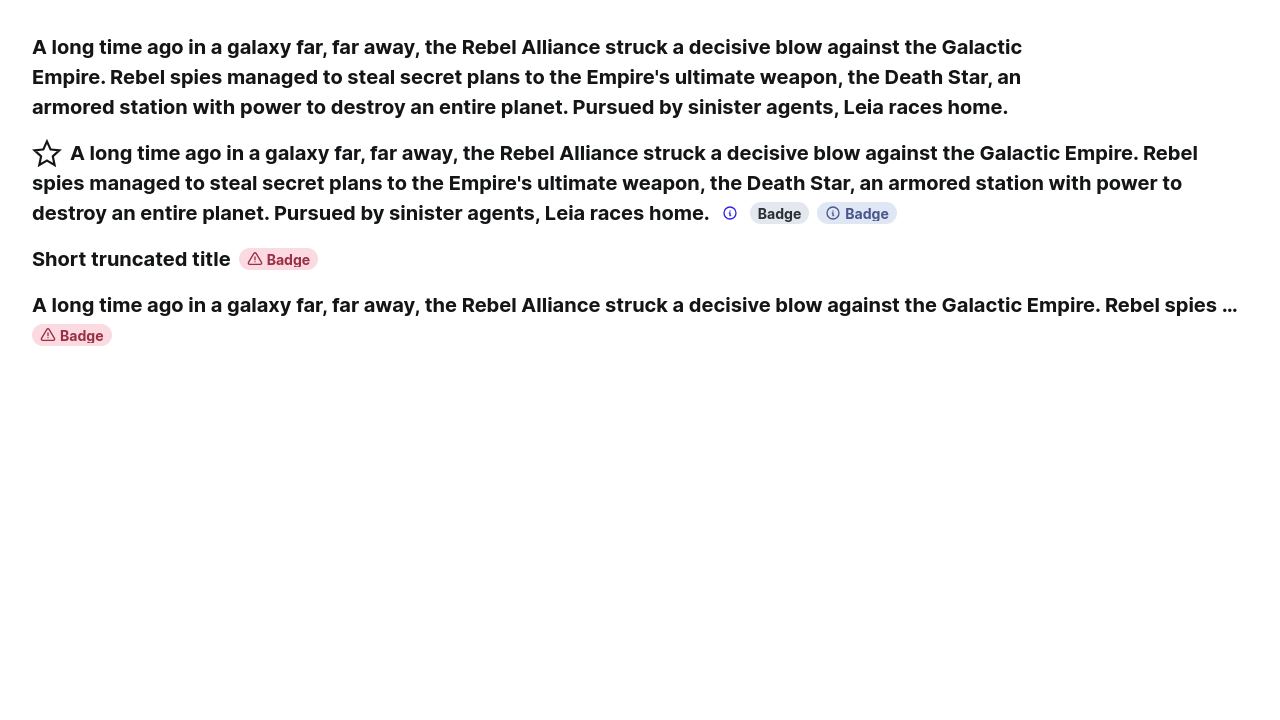 A long time ago in a galaxy far, far away, the Rebel Alliance struck a decisive blow against the Galactic
Empire. Rebel spies managed to steal secret plans to the Empire's ultimate weapon, the Death Star, an
armored station with power to destroy an entire planet. Pursued by sinister agents, Leia races home.
A long time ago in a galaxy far, far away, the Rebel Alliance struck a decisive blow against the Galactic Empire. Rebel
spies managed to steal secret plans to the Empire's ultimate weapon, the Death Star, an armored station with power to
destroy an entire planet. Pursued by sinister agents, Leia races home. Badge Badge
Short truncated title Badge
A long time ago in a galaxy far, far away, the Rebel Alliance struck a decisive blow against the Galactic Empire. Rebel spies ...
Badge